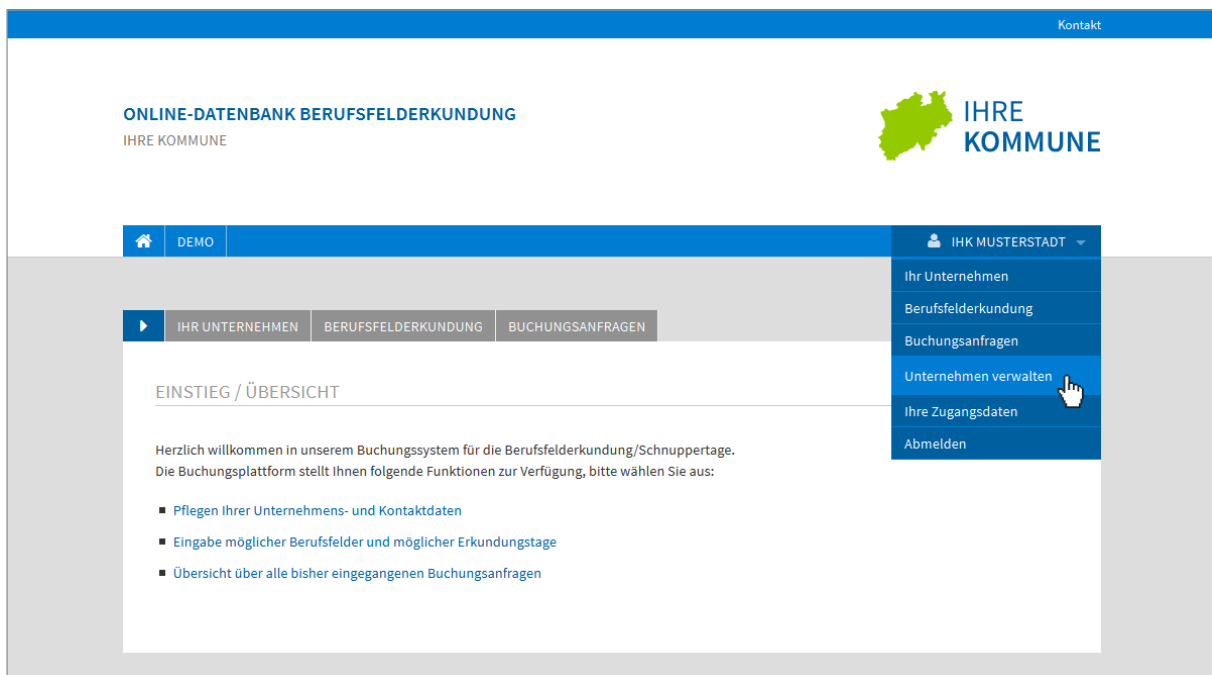 Kontakt
ONLINE-DATENBANK BERUFSFELDERKUNDUNG
IHRE KOMMUNE
IHRE
KOMMUNE
DEMO
IHK MUSTERSTADT
Ihr Unternehmen
Berufsfelderkundung
Buchungsanfragen
Unternehmen verwalten
Ihre Zugangsdaten
Abmelden
IHR UNTERNEHMEN BERUFSFELDERKUNDUNG BUCHUNGSANFRAGEN
EINSTIEG / ÜBERSICHT
Herzlich willkommen in unserem Buchungssystem für die Berufsfelderkundung/Schnuppertage.
Die Buchungsplattform stellt Ihnen folgende Funktionen zur Verfügung, bitte wählen Sie aus:
Pflegen Ihrer Unternehmens- und Kontaktdaten
Eingabe möglicher Berufsfelder und möglicher Erkundungstage
Übersicht über alle bisher eingegangenen Buchungsanfragen